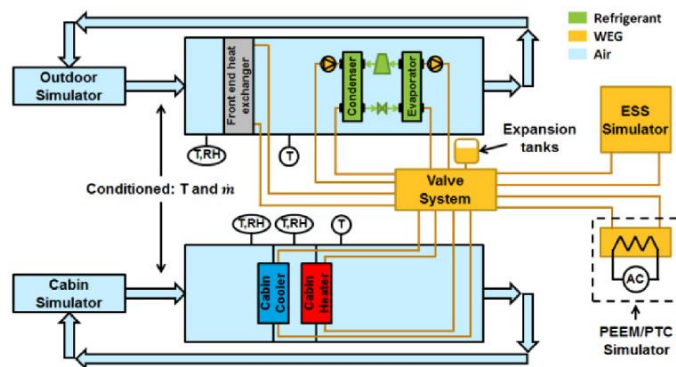 Refrigerant
WEG
Air
Outdoor
Simulator
Front end heat
exchanger
Condenser
Evaporator
ESS
Simulator
Expansion
tanks
T,RH
T
Valve
System
Conditioned: T and ṁ
T,RH
T,RH
T
Cabin
Simulator
Cabin
Cooler
Cabin
Heater
AC
PEEM/PTC
Simulator